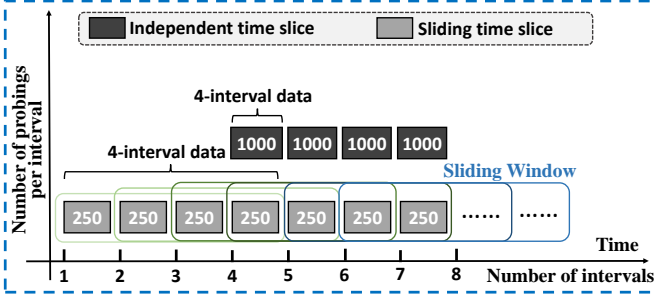 Independent time slice
Sliding time slice
Number of probings
per interval
4-interval data
1000 1000 1000 1000
4-interval data
Sliding Window
250 250 250 250 250 250 250 ...... ......
Time
1 2 3 4 5 6 7 8 Number of intervals